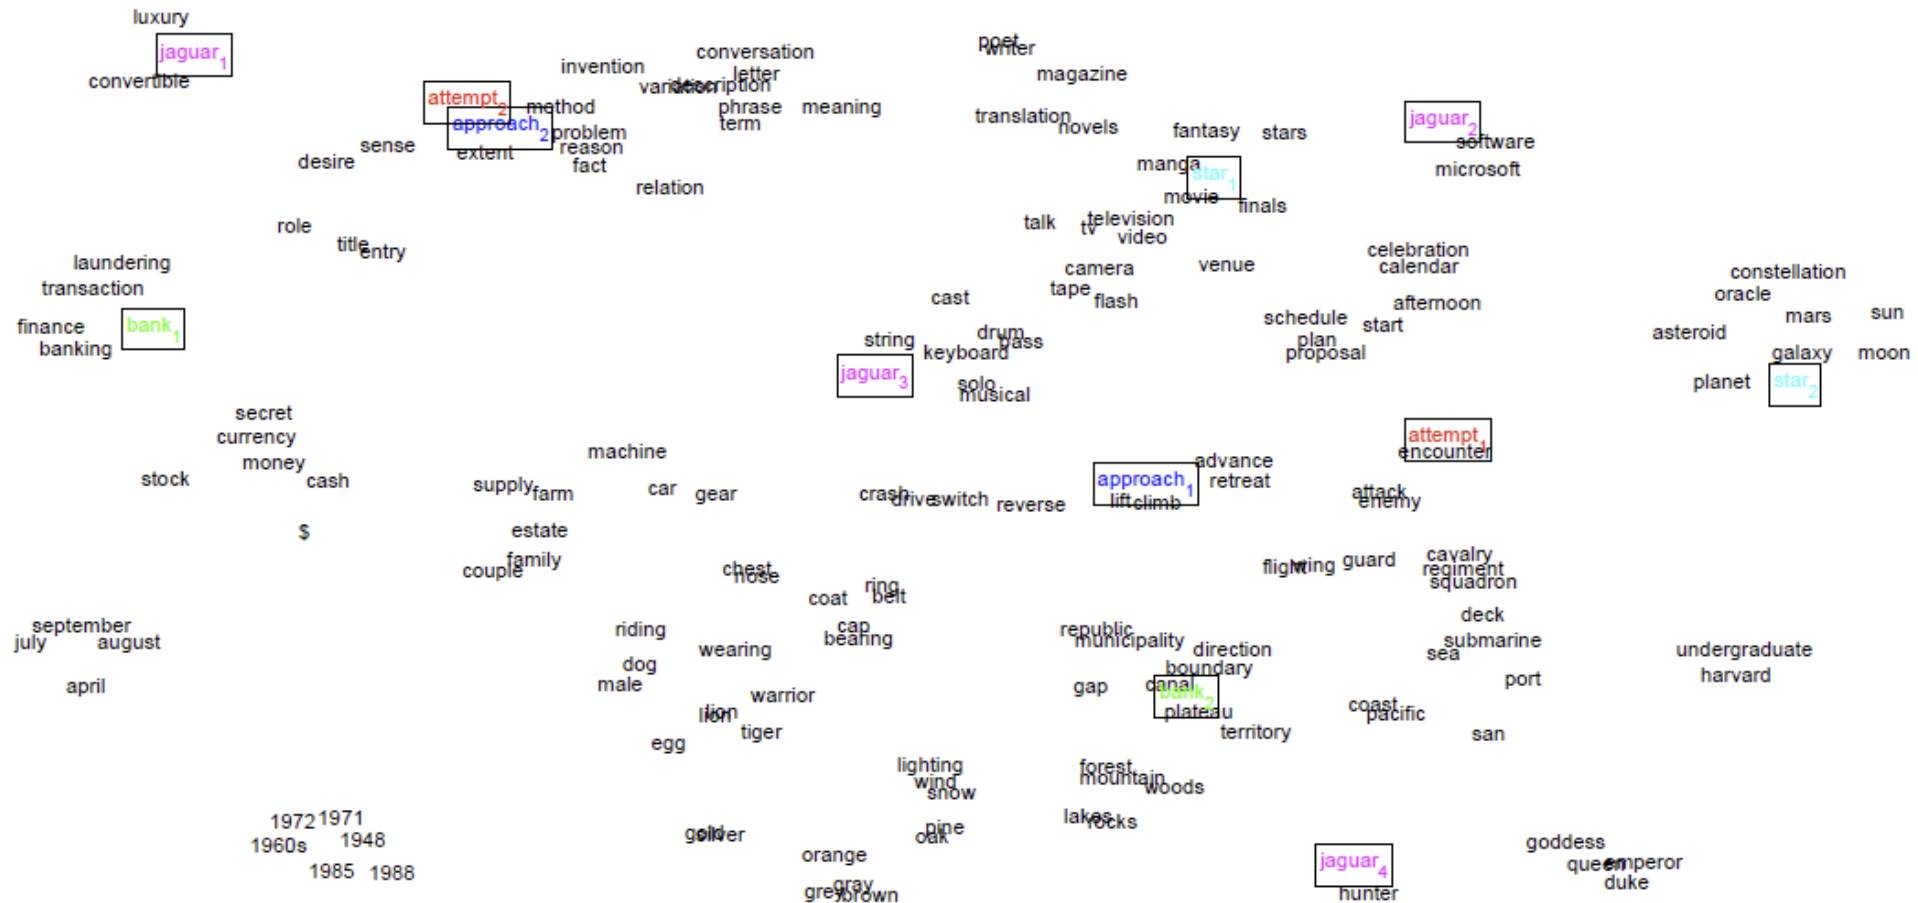 luxury
jaguar1
convertible
attempt2
approach2
invention
method
conversation
letter
variation
description
phrase
meaning
term
problem
reason
fact
extent
sense
desire
relation
role
title
entry
poet
writer
magazine
translation
novels
fantasy
stars
manga
star1
movie
finals
talk
tv
television
video
camera
tape
flash
venue
jaguar2
software
microsoft
celebration
calendar
afternoon
schedule
start
plan
proposal
constellation
oracle
mars
sun
asteroid
galaxy
moon
planet
star2
laundering
transaction
finance
bank1
banking
cast
string
drum
bass
keyboard
jaguar3
solo
musical
secret
currency
money
stock
cash
$
supply
farm
estate
family
couple
machine
car
gear
crash
drive
switch
reverse
approach1
lift
climb
advance
retreat
attempt1
encounter
attack
enemy
flight
wing
guard
cavalry
regiment
squadron
deck
submarine
sea
port
coast
pacific
san
undergraduate
harvard
september
july
august
april
chest
nose
coat
ring
belt
cap
bearing
riding
wearing
dog
male
warrior
lion
lion
tiger
egg
republic
municipality
direction
boundary
gap
canal
bank2
plateau
territory
forest
mountain
woods
lakes
rocks
lighting
wind
snow
pine
oak
gold
silver
orange
gray
grey
brown
1972
1971
1960s
1948
1985
1988
jaguar4
hunter
goddess
queen
emperor
duke